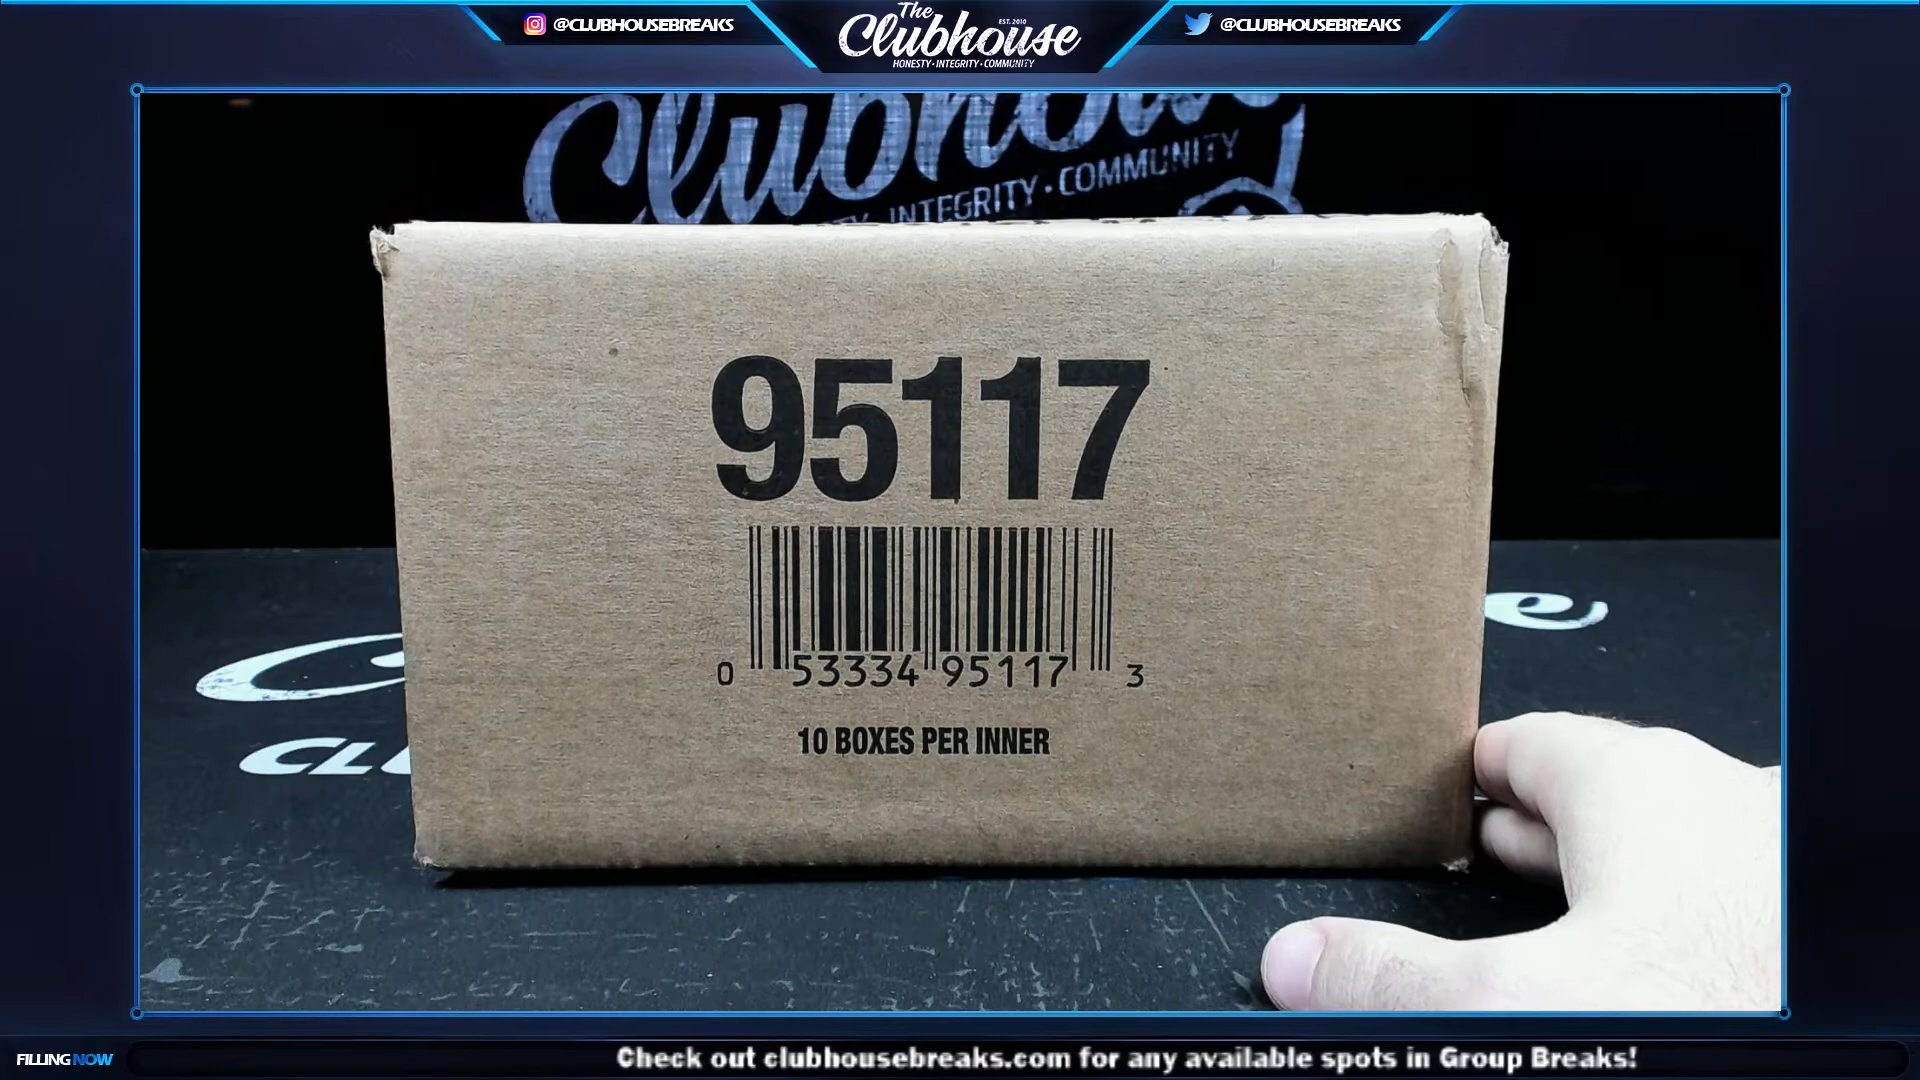 @CLUBHOUSEBREAKS
The
EST. 2010
Clubhouse
HONESTY • INTEGRITY • COMMUNITY
@CLUBHOUSEBREAKS
Clubhouse
INTEGRITY • COMMUNITY
95117
0 53334 95117 3
10 BOXES PER INNER
FILLING NOW
Check out clubhousebreaks.com for any available spots in Group Breaks!